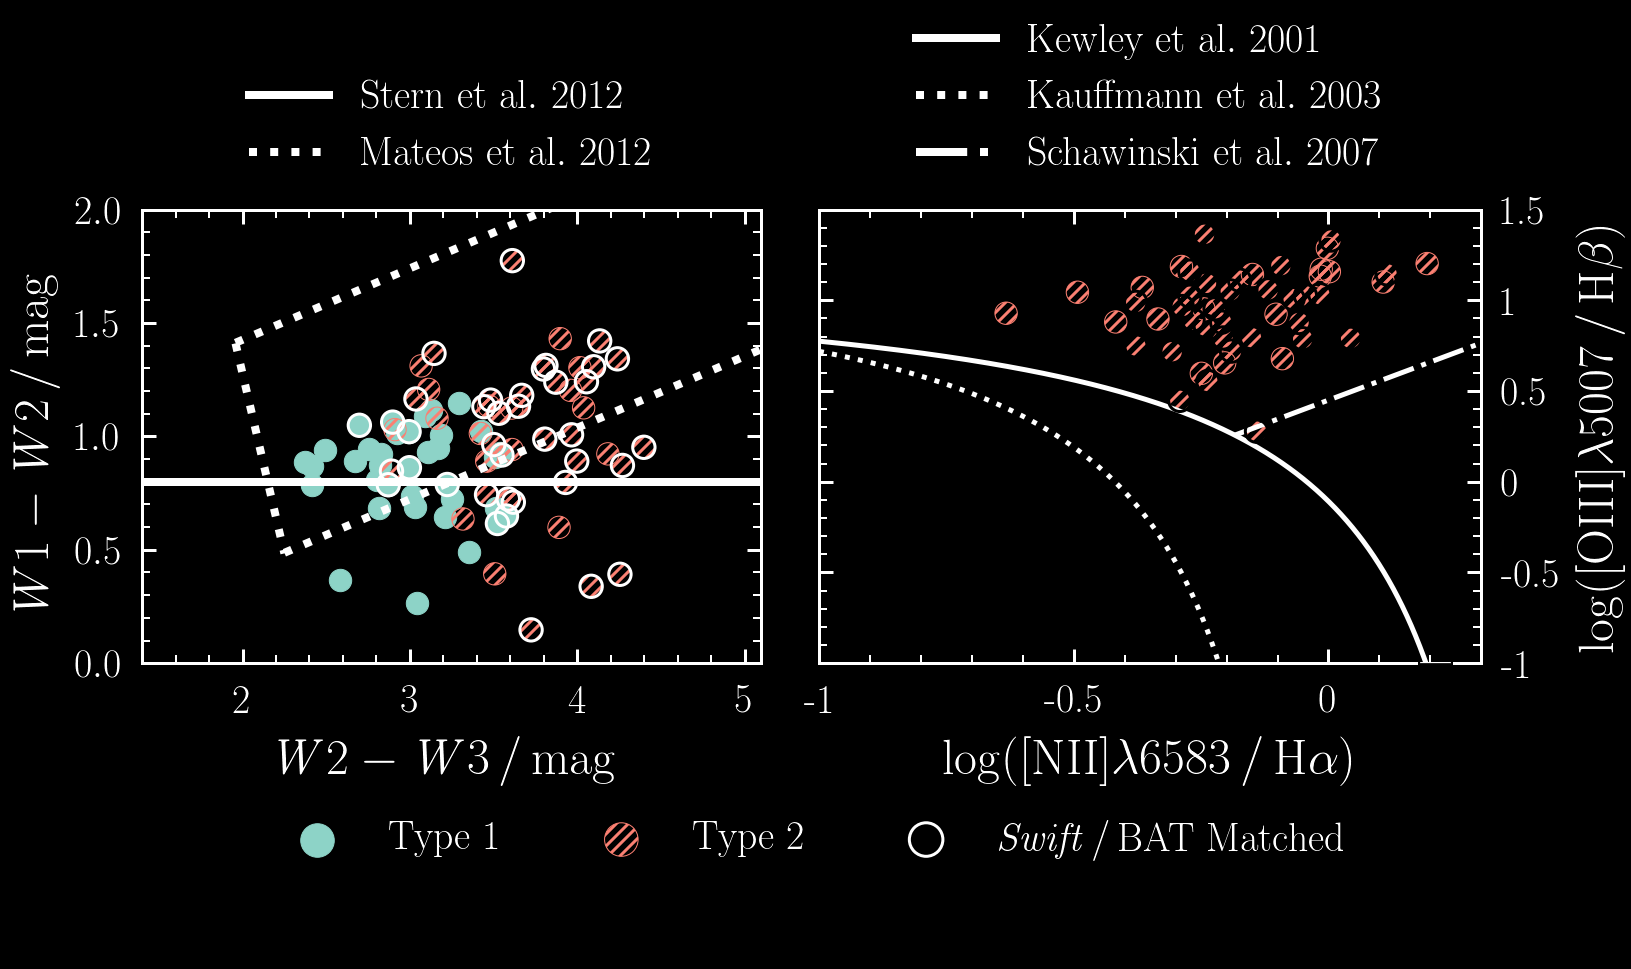 Kewley et al. 2001
Stern et al. 2012
Kauffmann et al. 2003
Mateos et al. 2012
Schawinski et al. 2007
2.0
1.5
1.0
0.5
0.0
W1 − W2 / mag
2
3
4
5
W2 − W3 / mag
1.5
1
0.5
0
-0.5
-1
log([OIII]λ5007 / Hβ)
-1
-0.5
0
log([NII]λ6583 / Hα)
Type 1
Type 2
Swift / BAT Matched